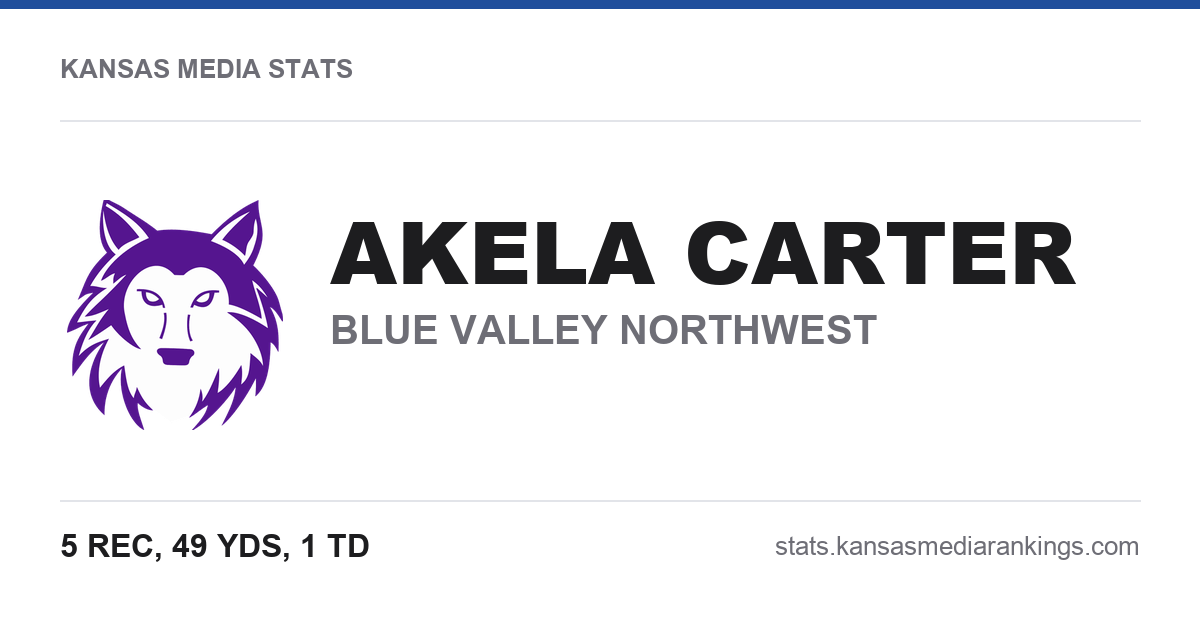 KANSAS MEDIA STATS
AKELA CARTER
BLUE VALLEY NORTHWEST
5 REC, 49 YDS, 1 TD
stats.kansasmediarankings.com